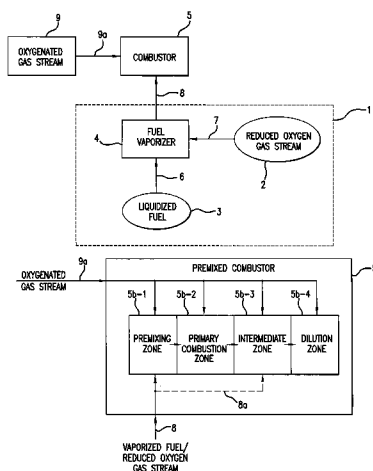 9
OXYGENATED GAS STREAM
9a
5
COMBUSTOR
8
1
4
FUEL VAPORIZER
7
REDUCED OXYGEN GAS STREAM
2
6
LIQUIDIZED FUEL
3
9a
OXYGENATED GAS STREAM
PREMIXED COMBUSTOR
5b-1
5b-2
5b-3
5b-4
PREMIXING ZONE
PRIMARY COMBUSTION ZONE
INTERMEDIATE ZONE
DILUTION ZONE
8a
8
VAPORIZED FUEL/
REDUCED OXYGEN
GAS STREAM